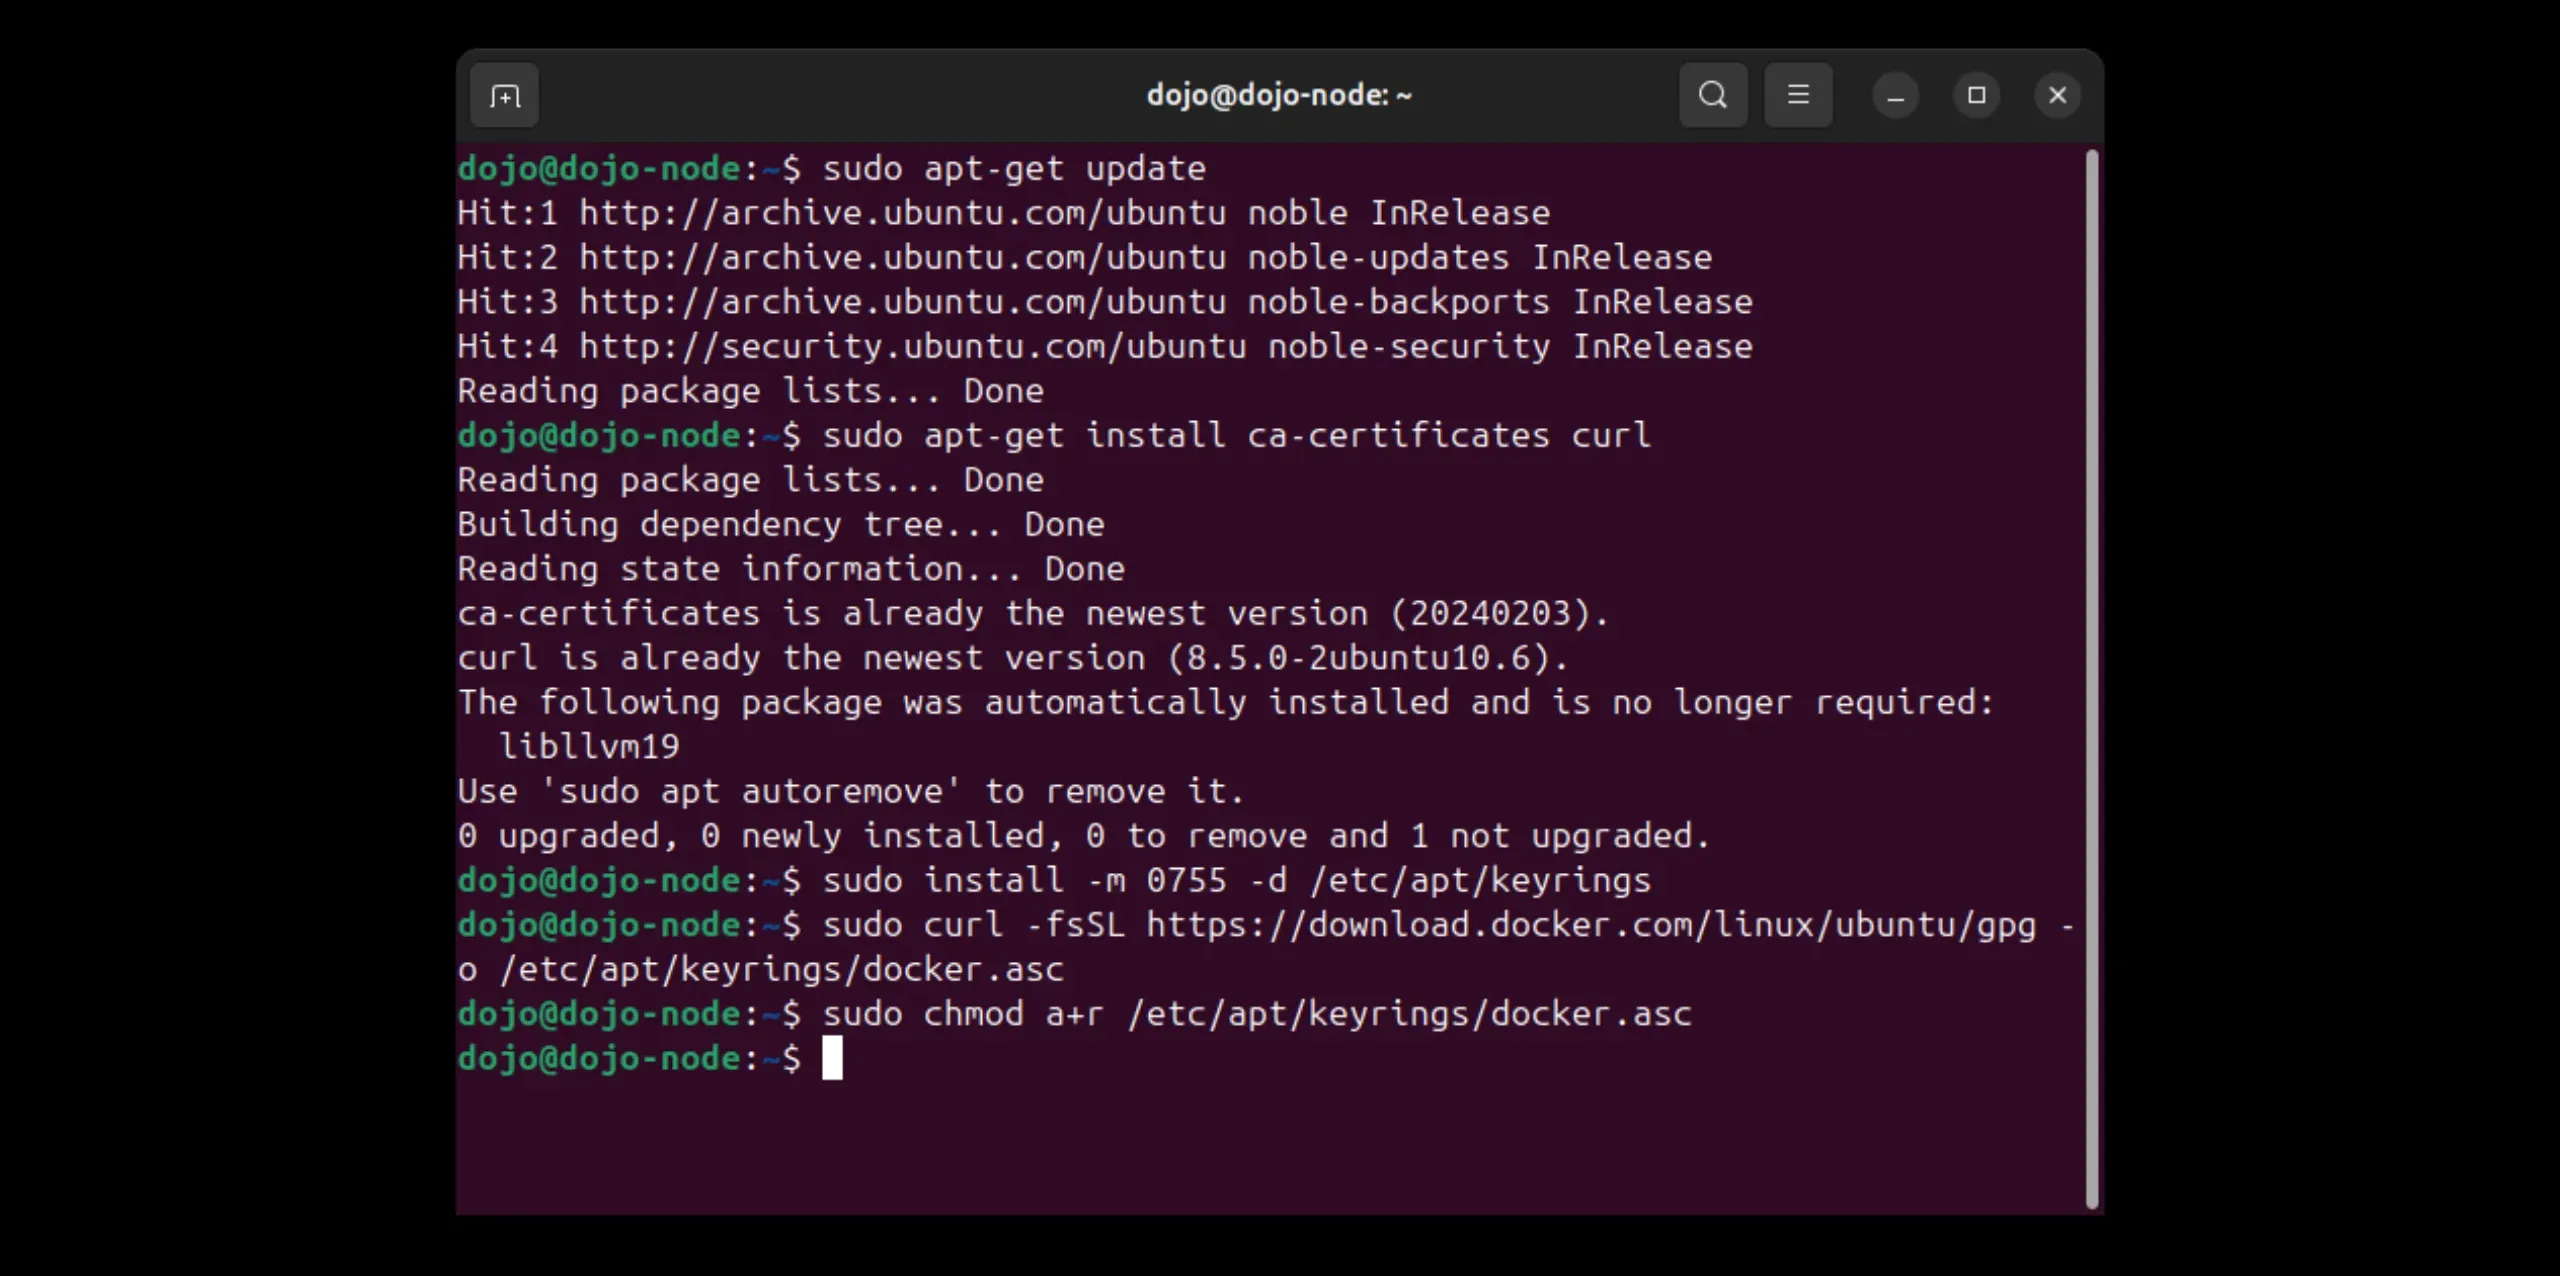 dojo@dojo-node: ~
dojo@dojo-node:~$ sudo apt-get update
Hit:1 http://archive.ubuntu.com/ubuntu noble InRelease
Hit:2 http://archive.ubuntu.com/ubuntu noble-updates InRelease
Hit:3 http://archive.ubuntu.com/ubuntu noble-backports InRelease
Hit:4 http://security.ubuntu.com/ubuntu noble-security InRelease
Reading package lists... Done
dojo@dojo-node:~$ sudo apt-get install ca-certificates curl
Reading package lists... Done
Building dependency tree... Done
Reading state information... Done
ca-certificates is already the newest version (20240203).
curl is already the newest version (8.5.0-2ubuntu10.6).
The following package was automatically installed and is no longer required:
  libllvm19
Use 'sudo apt autoremove' to remove it.
0 upgraded, 0 newly installed, 0 to remove and 1 not upgraded.
dojo@dojo-node:~$ sudo install -m 0755 -d /etc/apt/keyrings
dojo@dojo-node:~$ sudo curl -fsSL https://download.docker.com/linux/ubuntu/gpg -
o /etc/apt/keyrings/docker.asc
dojo@dojo-node:~$ sudo chmod a+r /etc/apt/keyrings/docker.asc
dojo@dojo-node:~$